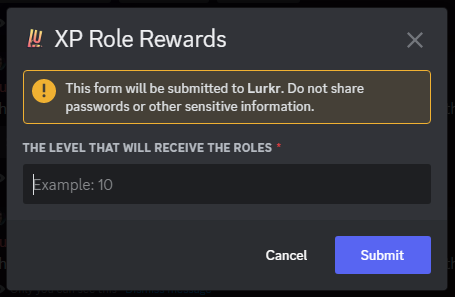 XP Role Rewards
This form will be submitted to Lurkr. Do not share
passwords or other sensitive information.
THE LEVEL THAT WILL RECEIVE THE ROLES *
Example: 10
Cancel
Submit